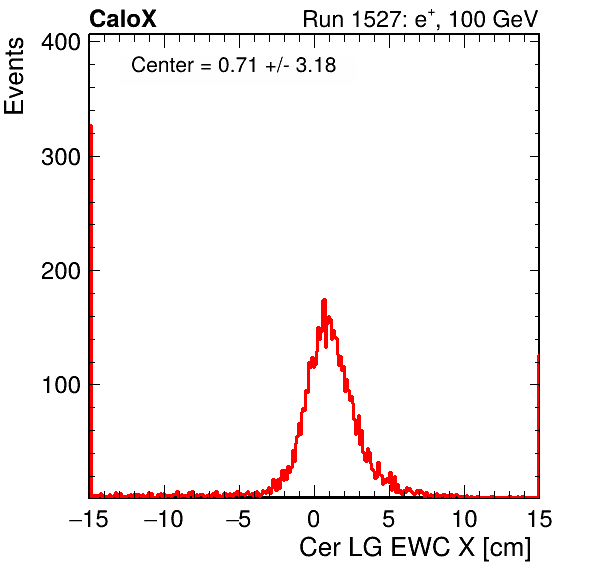 CaloX Run 1527: e⁺, 100 GeV
Center = 0.71 +/- 3.18
Events
400
300
200
100
−15 −10 −5 0 5 10 15
Cer LG EWC X [cm]